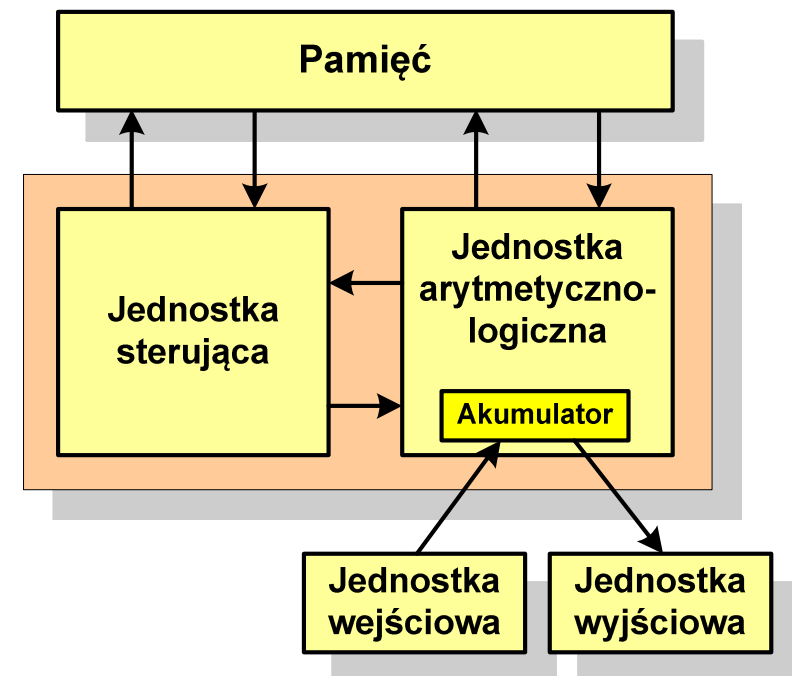 Pamięć
Jednostka
sterująca
Jednostka
arytmetyczno-
logiczna
Akumulator
Jednostka
wejściowa
Jednostka
wyjściowa